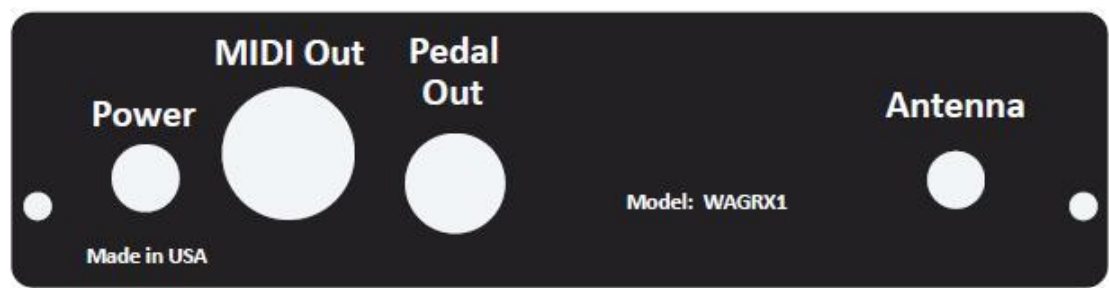 MIDI Out
Pedal
Out
Power
Antenna
Model: WAGRX1
Made in USA